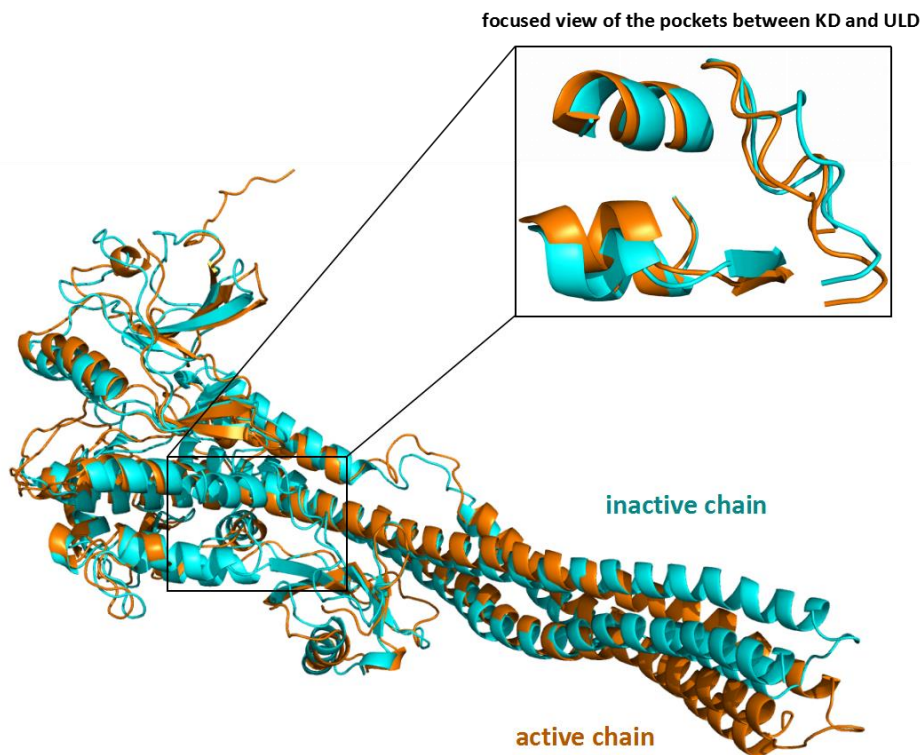 focused view of the pockets between KD and ULD
inactive chain
active chain